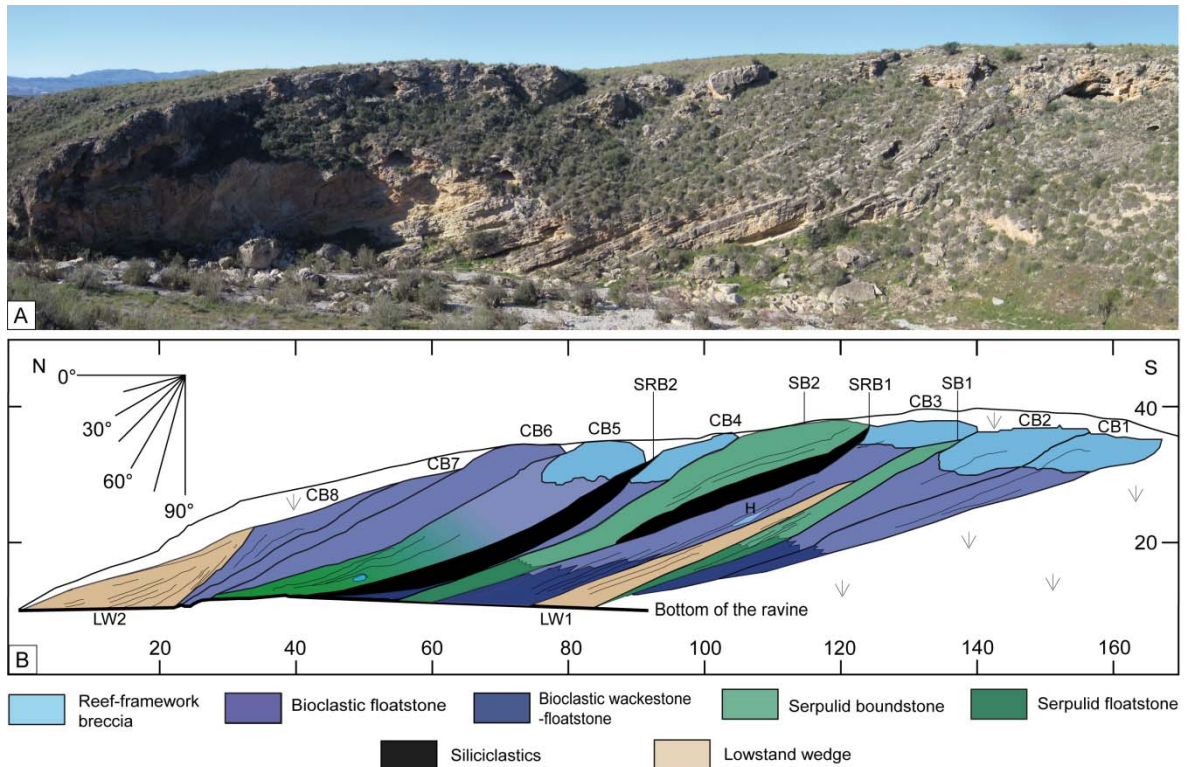 A
N
S
0°
30°
60°
90°
SRB2
SB2
SRB1
SB1
CB3
CB4
CB5
CB6
CB2
CB1
CB7
CB8
H
40
20
LW2
LW1
Bottom of the ravine
B
20
40
60
80
100
120
140
160
Reef-framework
breccia
Bioclastic floatstone
Bioclastic wackestone
-floatstone
Serpulid boundstone
Serpulid floatstone
Siliciclastics
Lowstand wedge